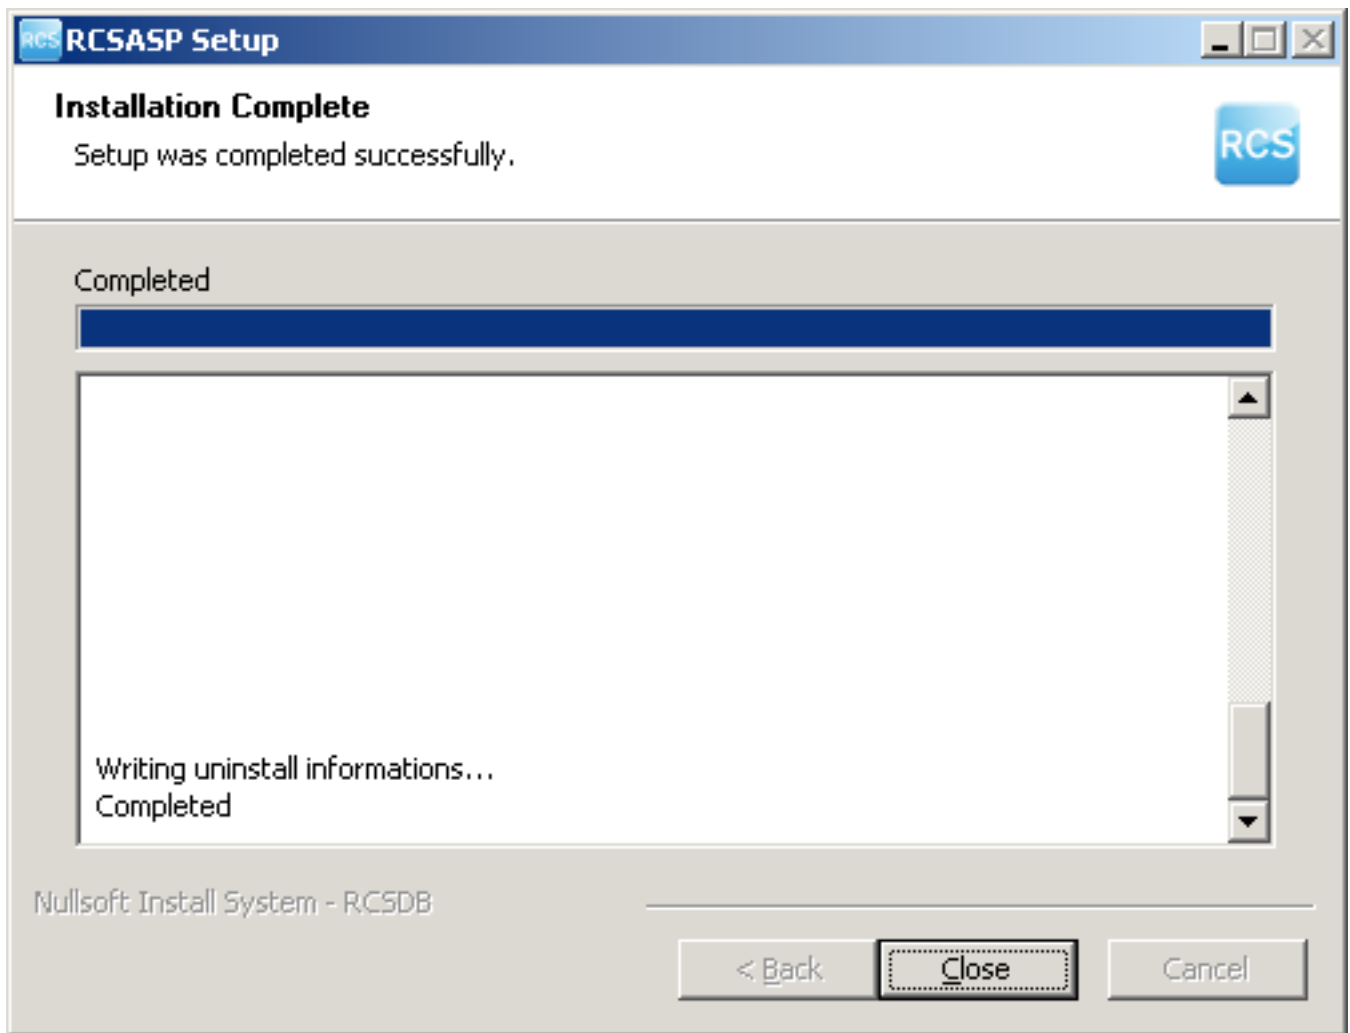 RCS RCSASP Setup
Installation Complete
Setup was completed successfully.
RCS
Completed
Writing uninstall informations...
Completed
Nullsoft Install System - RCSDB
< Back
Close
Cancel